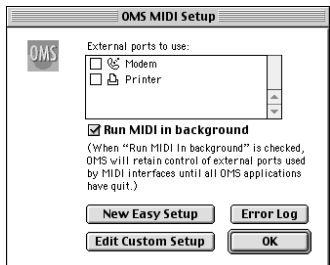 OMS MIDI Setup
OMS
External ports to use:
Modem
Printer
Run MIDI in background
(When “Run MIDI In background” is checked,
OMS will retain control of external ports used
by MIDI interfaces until all OMS applications
have quit.)
New Easy Setup
Error Log
Edit Custom Setup
OK